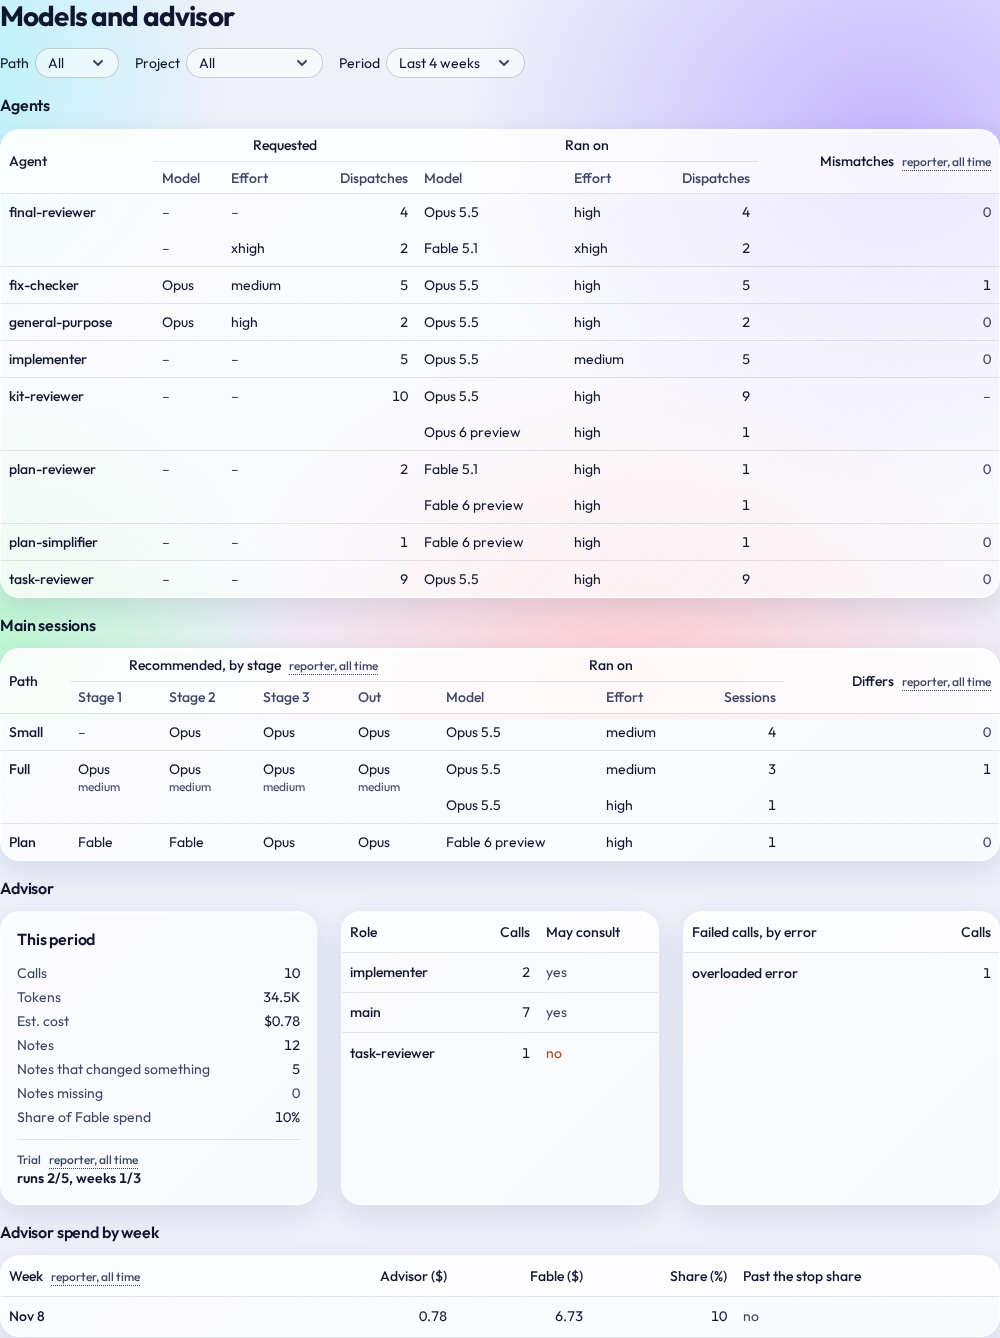 Models and advisor
Path All Project All Period Last 4 weeks
Agents
Agent Requested Ran on Mismatches reporter, all time
Model Effort Dispatches Model Effort Dispatches
final-reviewer – – 4 Opus 5.5 high 4 0
– xhigh 2 Fable 5.1 xhigh 2
fix-checker Opus medium 5 Opus 5.5 high 5 1
general-purpose Opus high 2 Opus 5.5 high 2 0
implementer – – 5 Opus 5.5 medium 5 0
kit-reviewer – – 10 Opus 5.5 high 9 –
Opus 6 preview high 1
plan-reviewer – – 2 Fable 5.1 high 1 0
Fable 6 preview high 1
plan-simplifier – – 1 Fable 6 preview high 1 0
task-reviewer – – 9 Opus 5.5 high 9 0
Main sessions
Path Recommended, by stage reporter, all time Ran on Differs reporter, all time
Stage 1 Stage 2 Stage 3 Out Model Effort Sessions
Small – Opus Opus Opus Opus 5.5 medium 4 0
Full Opus Opus Opus Opus Opus 5.5 medium 3 1
medium medium medium medium
Opus 5.5 high 1
Plan Fable Fable Opus Opus Fable 6 preview high 1 0
Advisor
This period
Calls 10
Tokens 34.5K
Est. cost $0.78
Notes 12
Notes that changed something 5
Notes missing 0
Share of Fable spend 10%
Trial reporter, all time
runs 2/5, weeks 1/3
Role Calls May consult
implementer 2 yes
main 7 yes
task-reviewer 1 no
Failed calls, by error Calls
overloaded error 1
Advisor spend by week
Week reporter, all time Advisor ($) Fable ($) Share (%) Past the stop share
Nov 8 0.78 6.73 10 no